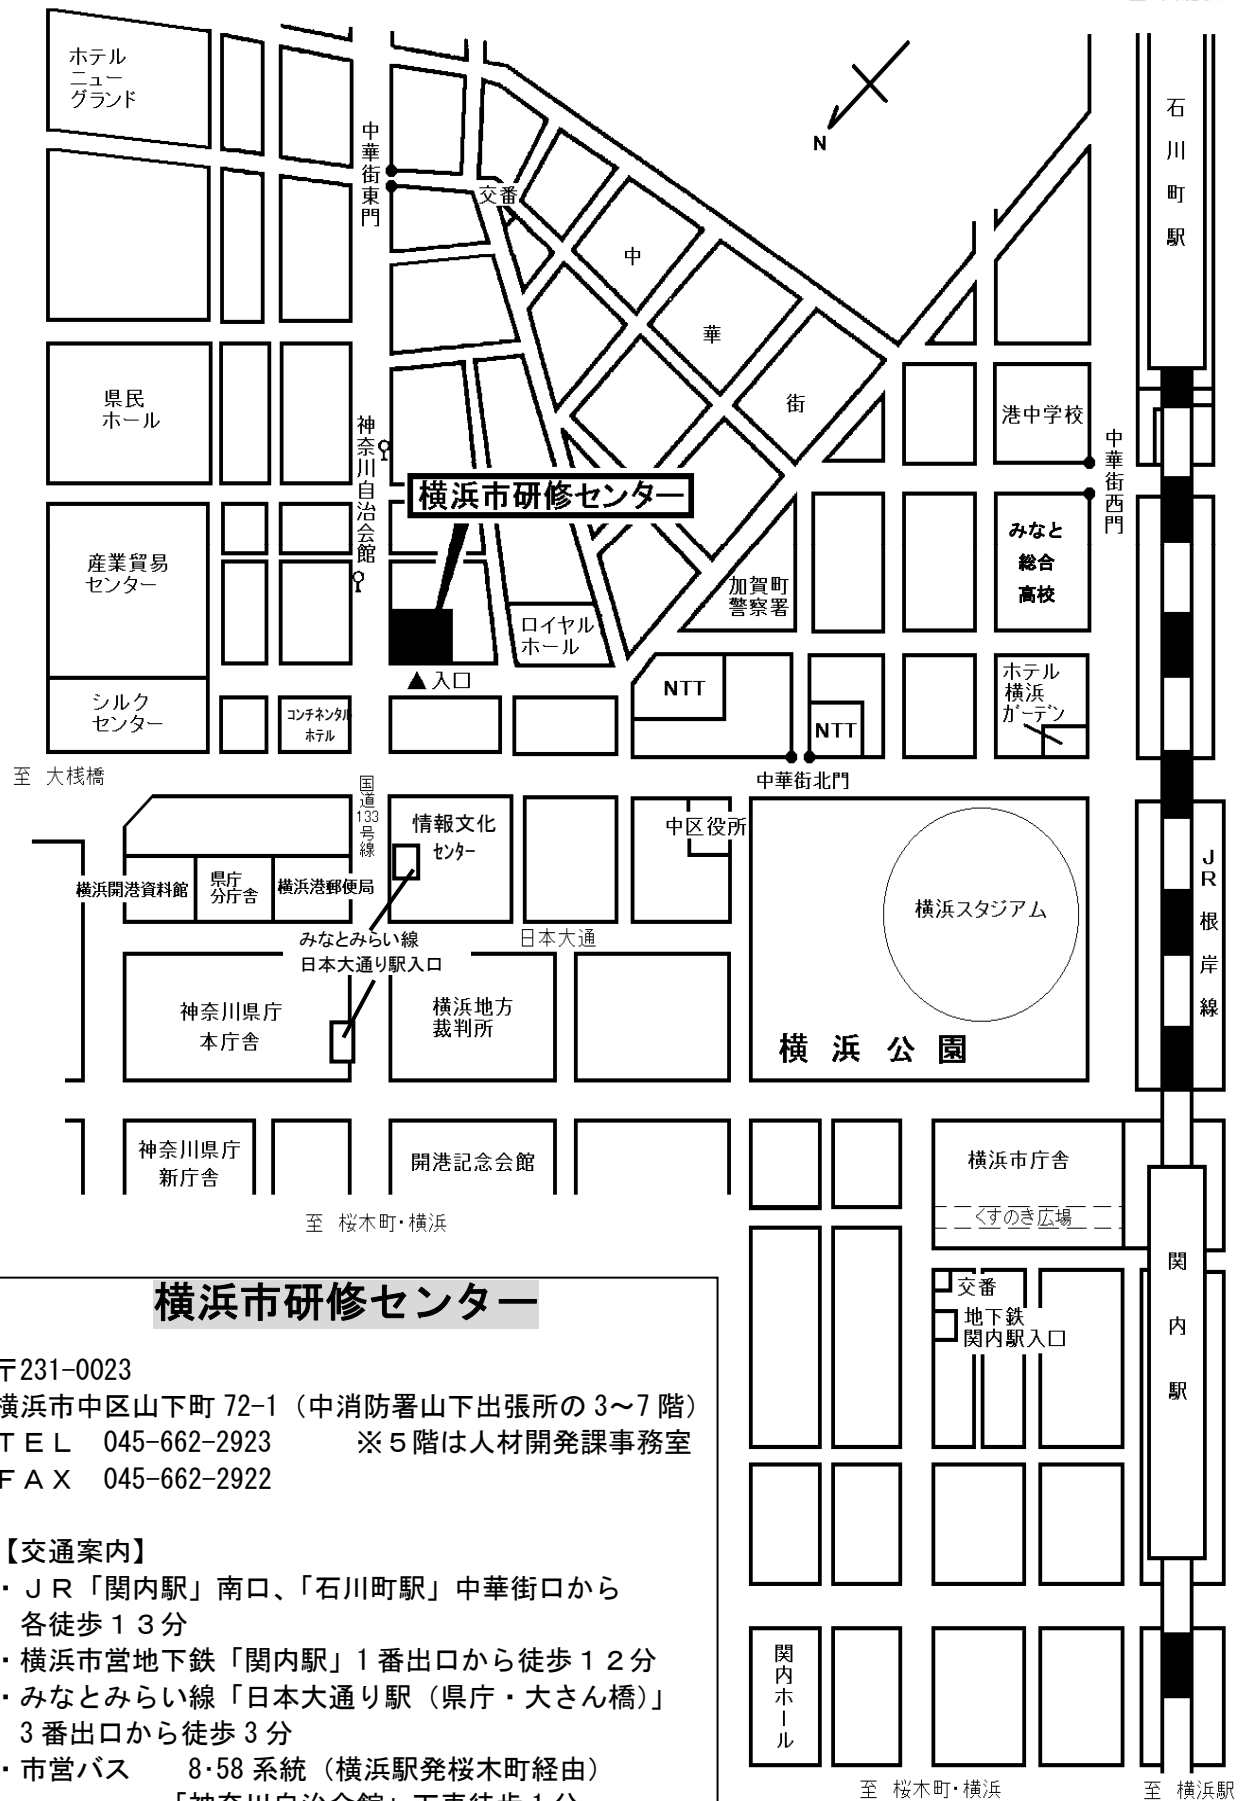 ホテル
ニュー
グランド
中華街東門
交番
N
石川町駅
中
華
街
県民
ホール
神奈川自治会館
港中学校
中華街西門
横浜市研修センター
産業貿易
センター
みなと
総合
高校
加賀町
警察署
ロイヤル
ホール
▲入口
シルク
センター
コンチネンタル
ホテル
NTT
NTT
ホテル
横浜
ガーデン
至 大桟橋
国道133号線
中華街北門
情報文化
センター
中区役所
横浜開港資料館
県庁
分庁舎
横浜港郵便局
横浜スタジアム
JR根岸線
みなとみらい線
日本大通り駅入口
日本大通
神奈川県庁
本庁舎
横浜地方
裁判所
横浜公園
神奈川県庁
新庁舎
開港記念会館
横浜市庁舎
くすのき広場
至 桜木町・横浜
関内駅
交番
地下鉄
関内駅入口
関内ホール
至 桜木町・横浜
至 横浜駅
横浜市研修センター
〒231-0023
横浜市中区山下町 72-1（中消防署山下出張所の 3～7 階）
ＴＥＬ 045-662-2923 ※５階は人材開発課事務室
ＦＡＸ 045-662-2922
【交通案内】
・ＪＲ「関内駅」南口、「石川町駅」中華街口から
各徒歩１３分
・横浜市営地下鉄「関内駅」1 番出口から徒歩１２分
・みなとみらい線「日本大通り駅（県庁・大さん橋）」
3 番出口から徒歩 3 分
・市営バス 8・58 系統（横浜駅発桜木町経由）
「神奈川自治会館」下車徒歩 1 分